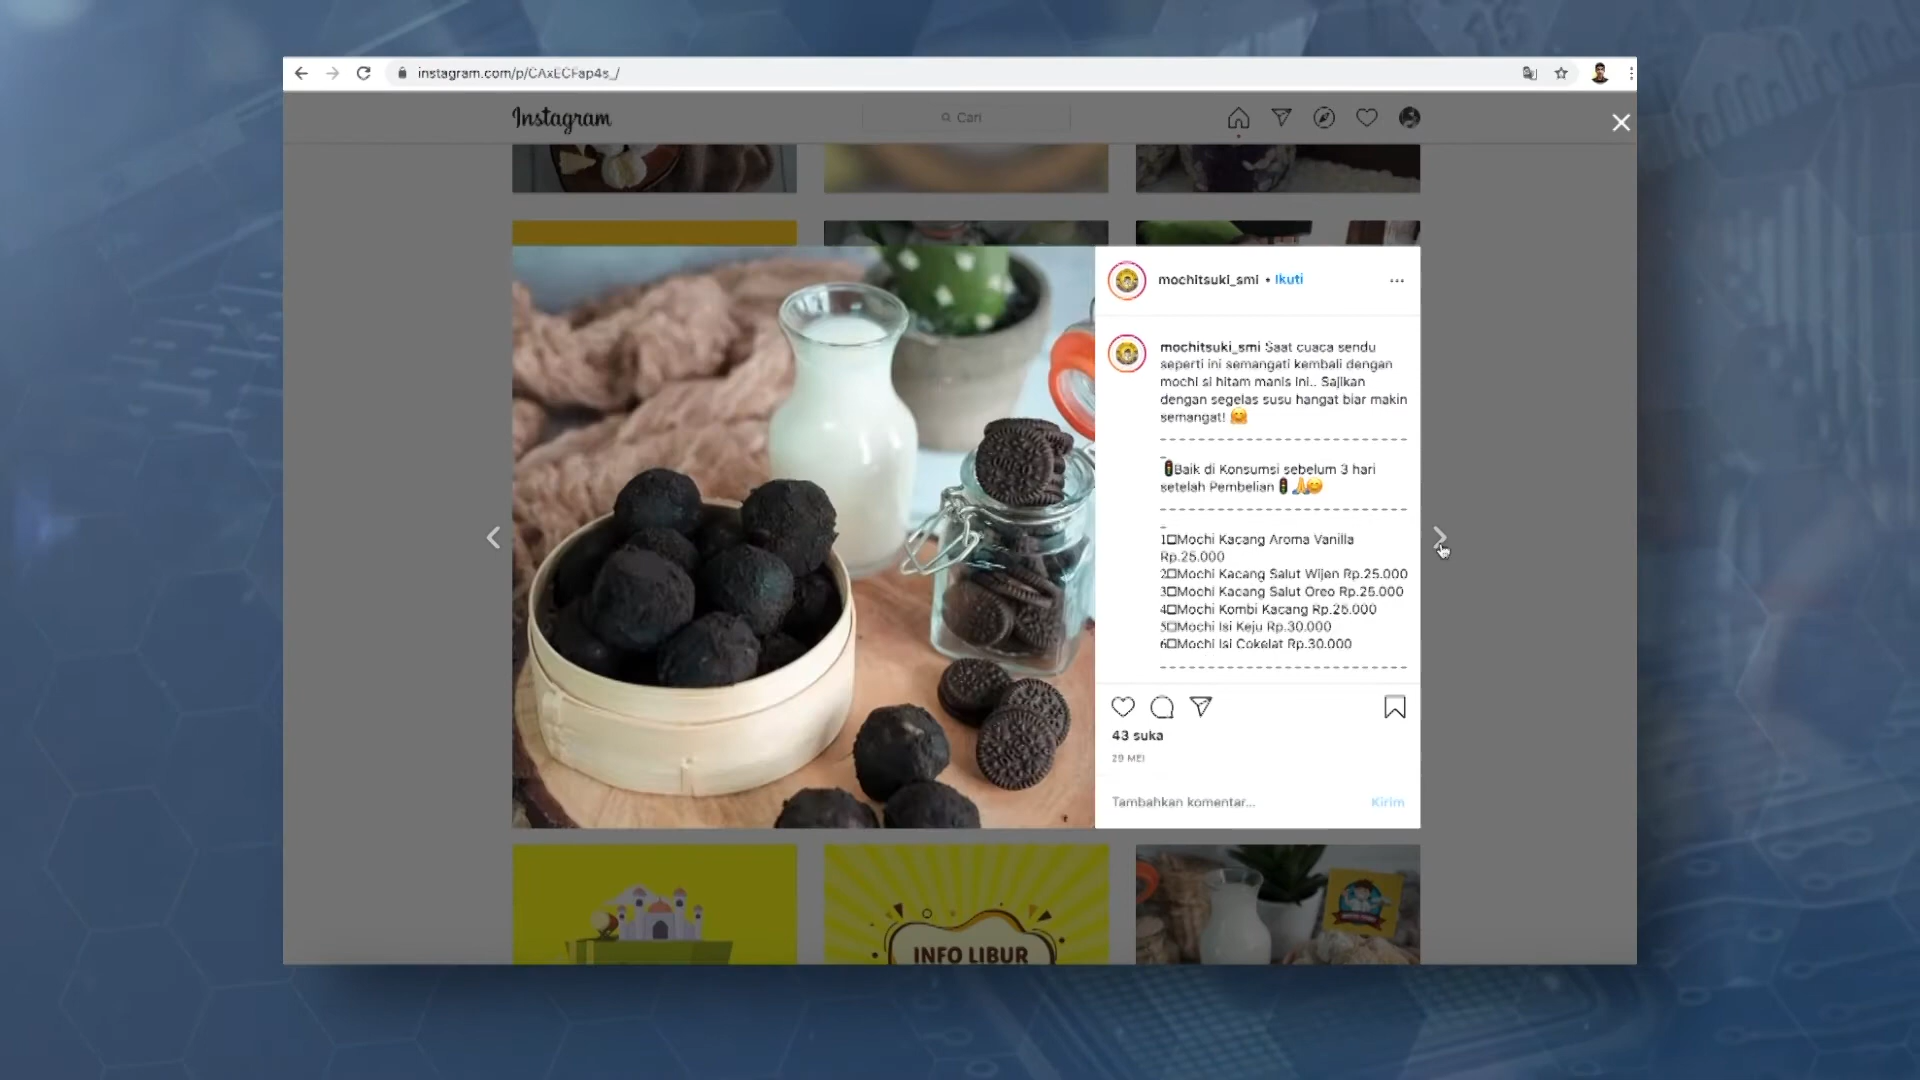 instagram.com/p/CAxECFap4s_/
Instagram
Cari
mochitsuki_smi • Ikuti
mochitsuki_smi Saat cuaca sendu
seperti ini semangati kembali dengan
mochi si hitam manis ini.. Sajikan
dengan segelas susu hangat biar makin
semangat! 🤗
- - - - - - - - - - - - - - - - - - - - - - - - - - - -
_
🚦Baik di Konsumsi sebelum 3 hari
setelah Pembelian🚦🙏😊
- - - - - - - - - - - - - - - - - - - - - - - - - - - -
_
1□Mochi Kacang Aroma Vanilla
Rp.25.000
2□Mochi Kacang Salut Wijen Rp.25.000
3□Mochi Kacang Salut Oreo Rp.25.000
4□Mochi Kombi Kacang Rp.25.000
5□Mochi Isi Keju Rp.30.000
6□Mochi Isi Cokelat Rp.30.000
- - - - - - - - - - - - - - - - - - - - - - - - - - - -
43 suka
29 MEI
Tambahkan komentar... Kirim
INFO LIBUR